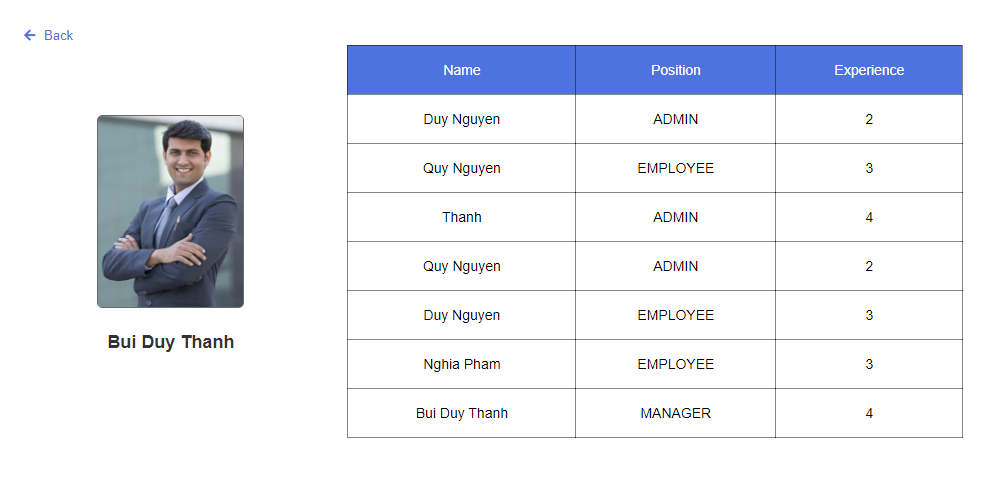 Back
Bui Duy Thanh
Name Position Experience
Duy Nguyen ADMIN 2
Quy Nguyen EMPLOYEE 3
Thanh ADMIN 4
Quy Nguyen ADMIN 2
Duy Nguyen EMPLOYEE 3
Nghia Pham EMPLOYEE 3
Bui Duy Thanh MANAGER 4